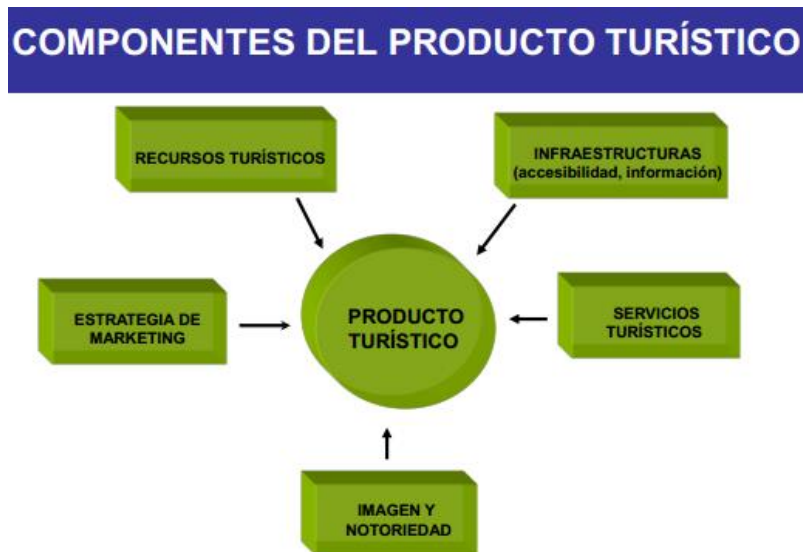 COMPONENTES DEL PRODUCTO TURÍSTICO
RECURSOS TURÍSTICOS
INFRAESTRUCTURAS
(accesibilidad, información)
ESTRATEGIA DE
MARKETING
PRODUCTO
TURÍSTICO
SERVICIOS
TURÍSTICOS
IMAGEN Y
NOTORIEDAD